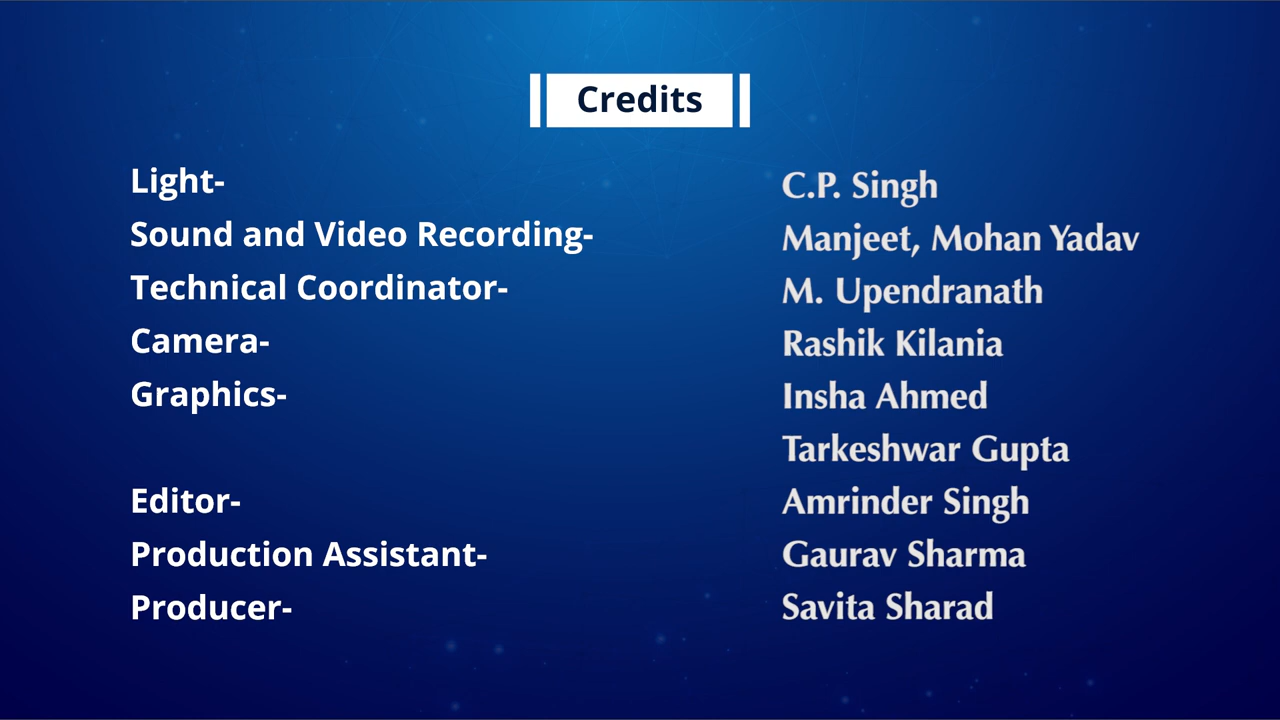 Credits
Light- C.P. Singh
Sound and Video Recording- Manjeet, Mohan Yadav
Technical Coordinator- M. Upendranath
Camera- Rashik Kilania
Graphics- Insha Ahmed
Tarkeshwar Gupta
Editor- Amrinder Singh
Production Assistant- Gaurav Sharma
Producer- Savita Sharad